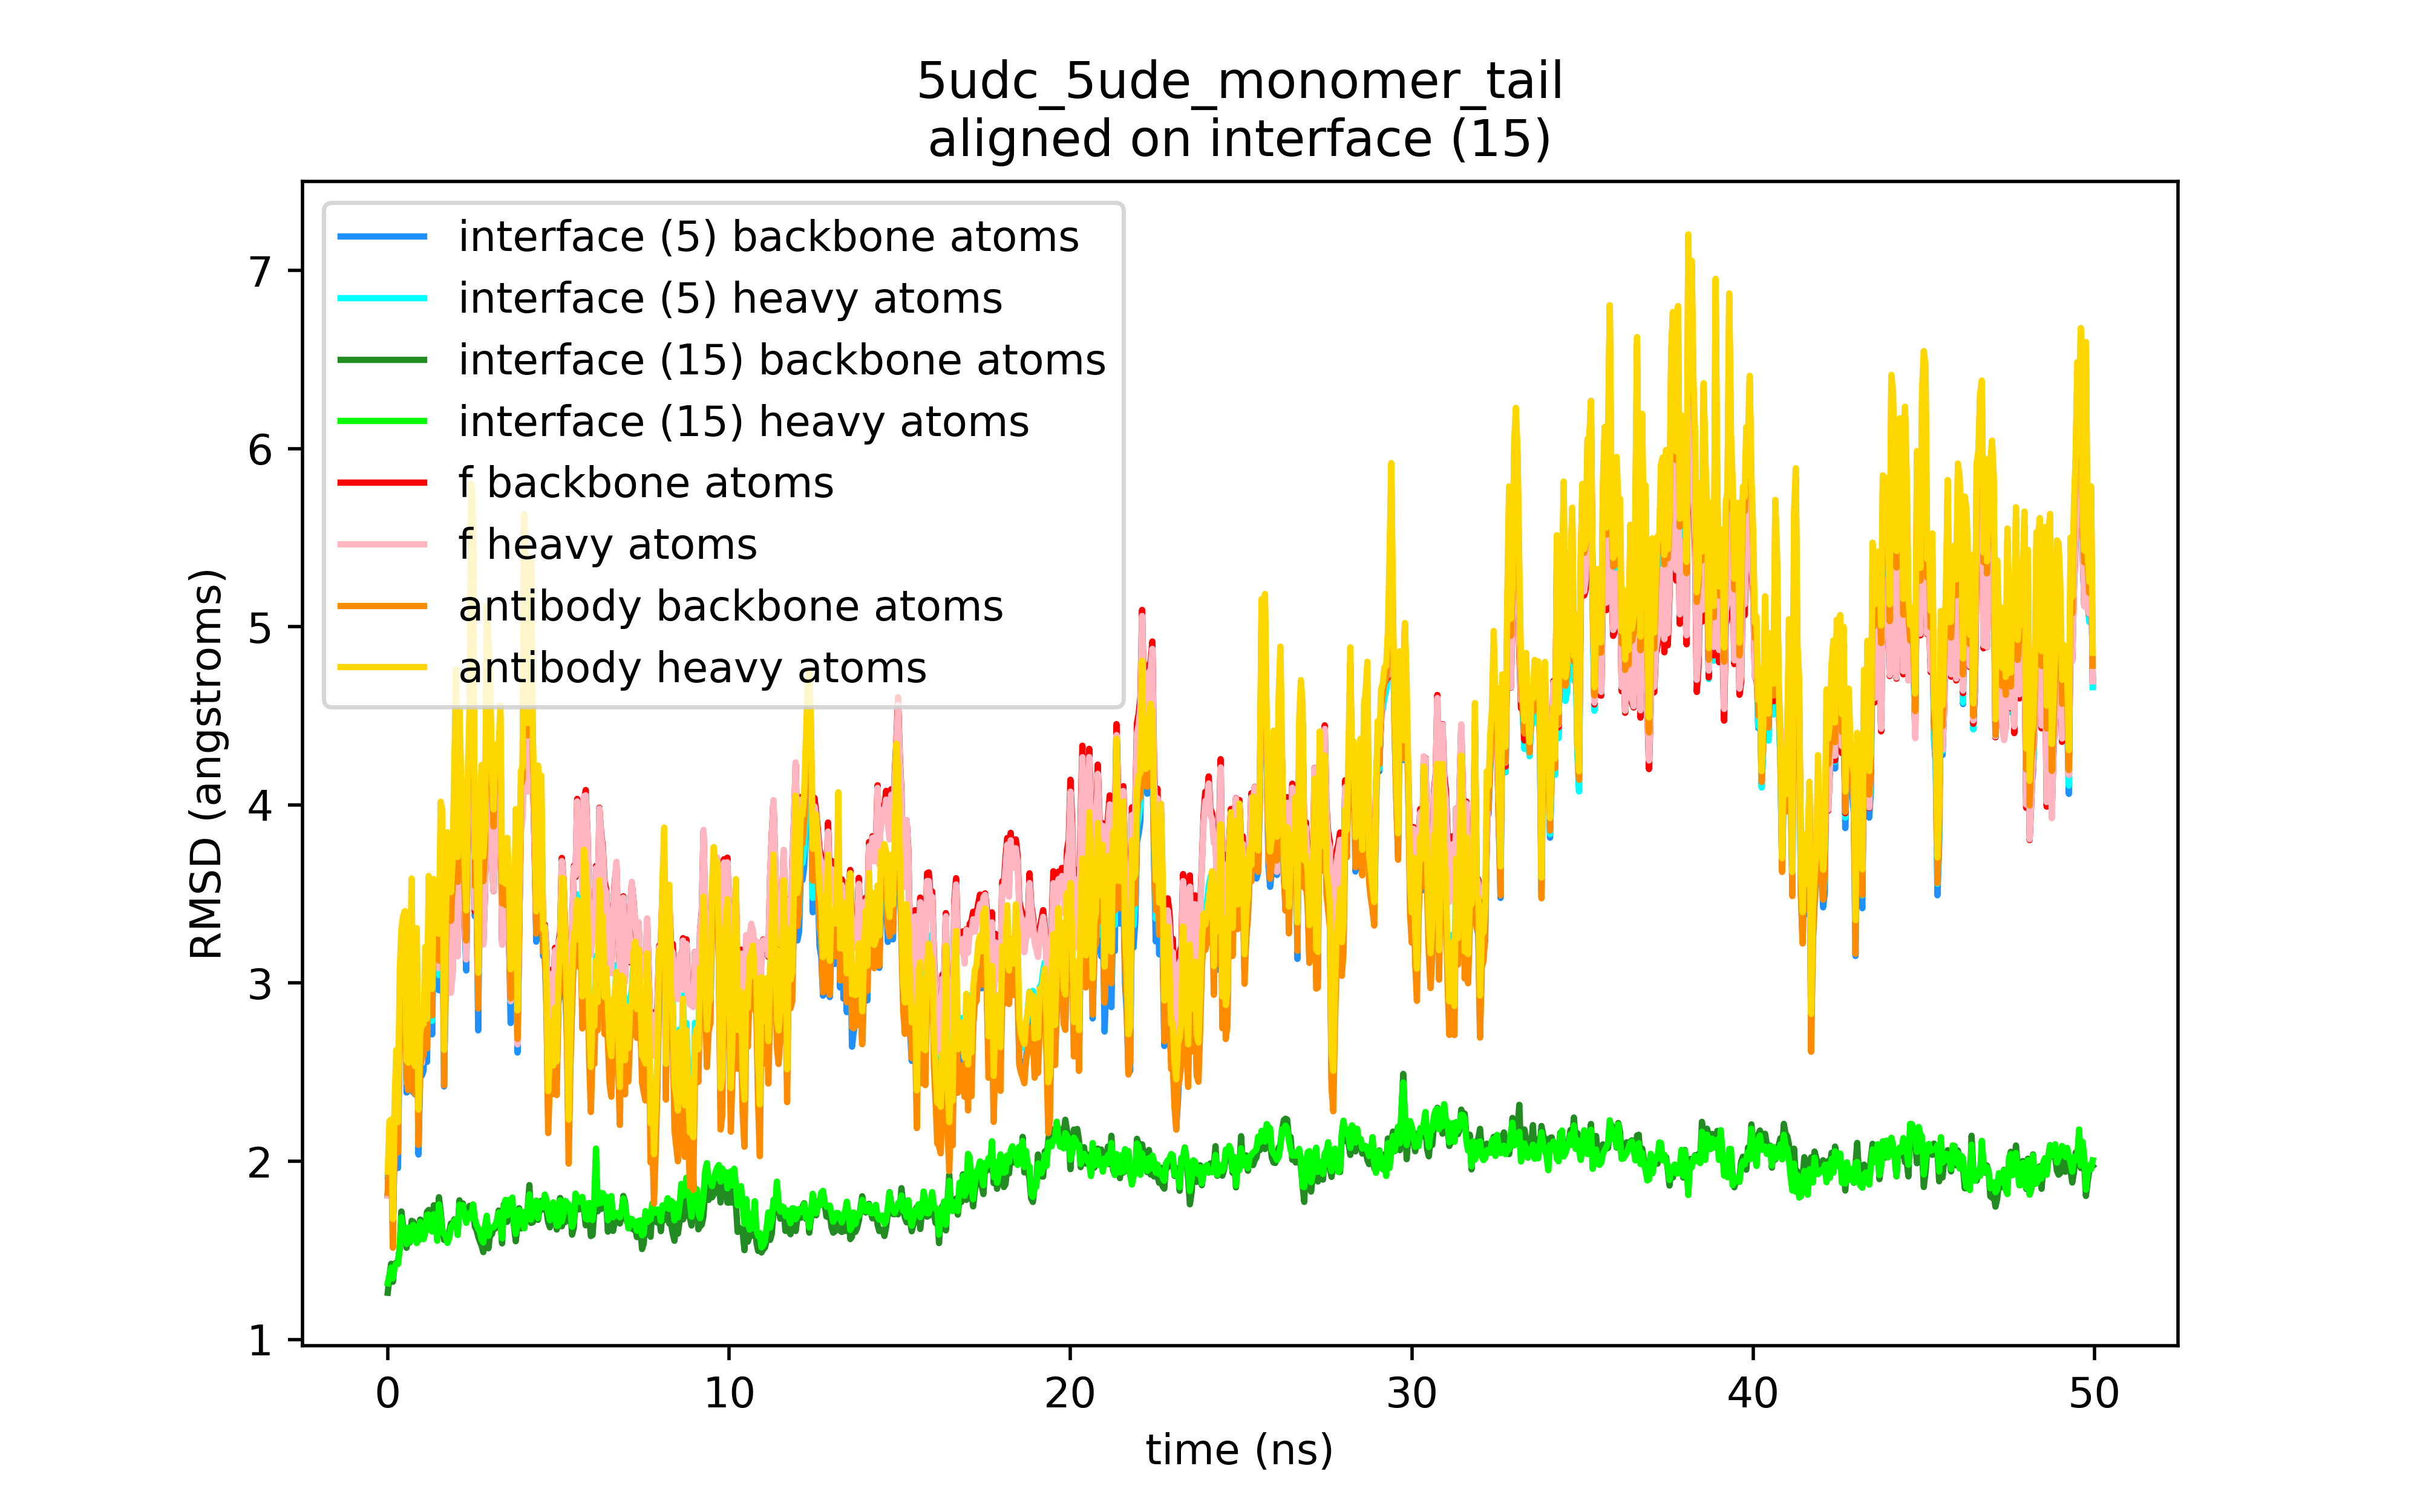 5udc_5ude_monomer_tail
aligned on interface (15)
interface (5) backbone atoms
interface (5) heavy atoms
interface (15) backbone atoms
interface (15) heavy atoms
f backbone atoms
f heavy atoms
antibody backbone atoms
antibody heavy atoms
RMSD (angstroms)
7
6
5
4
3
2
1
0 10 20 30 40 50
time (ns)